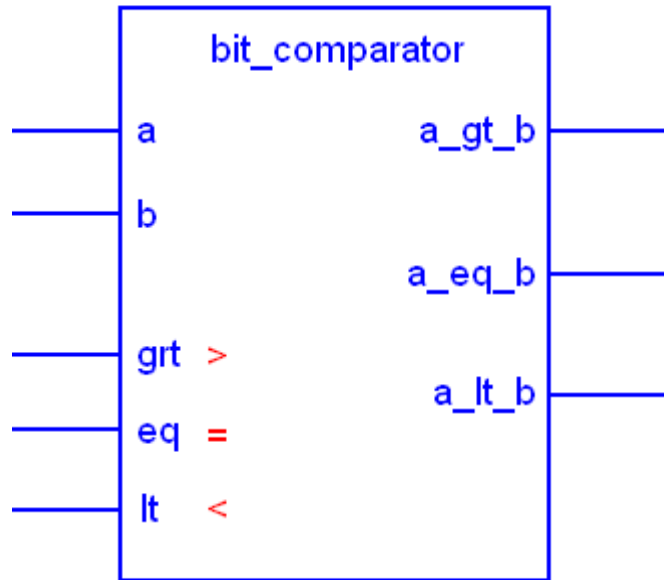 bit_comparator
a
a_gt_b
b
a_eq_b
grt >
a_lt_b
eq =
lt <